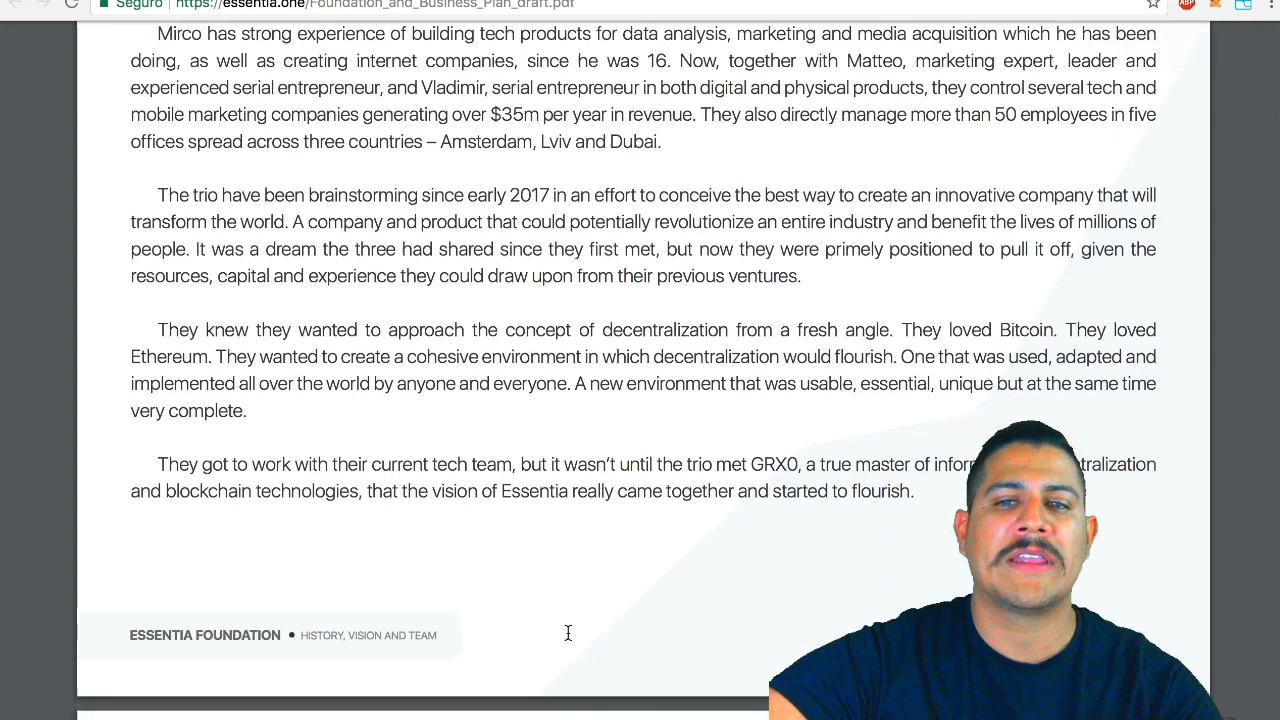 Seguro https://essentia.one/Foundation_and_Business_Plan_draft.pdf
ABP
Mirco has strong experience of building tech products for data analysis, marketing and media acquisition which he has been
doing, as well as creating internet companies, since he was 16. Now, together with Matteo, marketing expert, leader and
experienced serial entrepreneur, and Vladimir, serial entrepreneur in both digital and physical products, they control several tech and
mobile marketing companies generating over $35m per year in revenue. They also directly manage more than 50 employees in five
offices spread across three countries – Amsterdam, Lviv and Dubai.
The trio have been brainstorming since early 2017 in an effort to conceive the best way to create an innovative company that will
transform the world. A company and product that could potentially revolutionize an entire industry and benefit the lives of millions of
people. It was a dream the three had shared since they first met, but now they were primely positioned to pull it off, given the
resources, capital and experience they could draw upon from their previous ventures.
They knew they wanted to approach the concept of decentralization from a fresh angle. They loved Bitcoin. They loved
Ethereum. They wanted to create a cohesive environment in which decentralization would flourish. One that was used, adapted and
implemented all over the world by anyone and everyone. A new environment that was usable, essential, unique but at the same time
very complete.
They got to work with their current tech team, but it wasn't until the trio met GRX0, a true master of
and blockchain technologies, that the vision of Essentia really came together and started to flourish.
ESSENTIA FOUNDATION • HISTORY, VISION AND TEAM